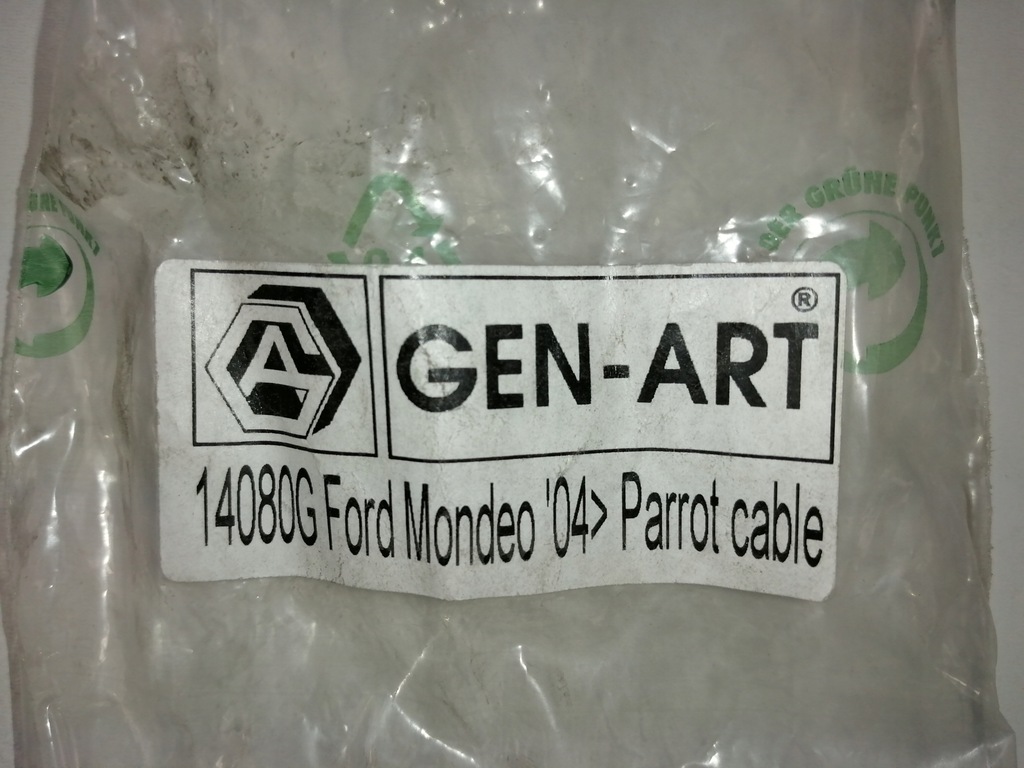 DER GRÜNE PUNKT
GEN-ART®
14080G Ford Mondeo '04> Parrot cable